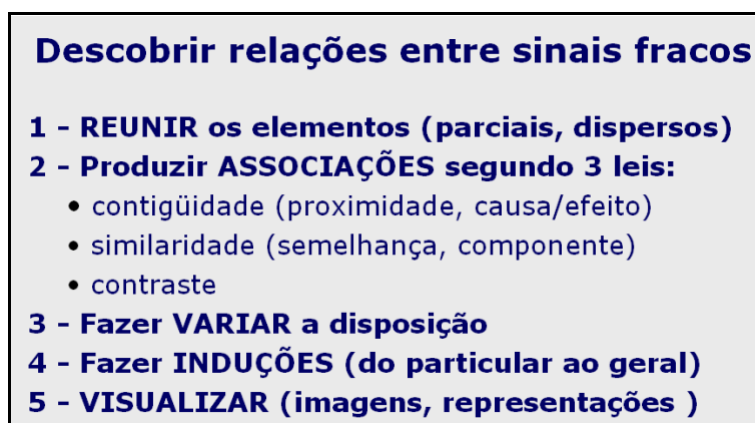 Descobrir relações entre sinais fracos
1 - REUNIR os elementos (parciais, dispersos)
2 - Produzir ASSOCIAÇÕES segundo 3 leis:
• contigüidade (proximidade, causa/efeito)
• similaridade (semelhança, componente)
• contraste
3 - Fazer VARIAR a disposição
4 - Fazer INDUÇÕES (do particular ao geral)
5 - VISUALIZAR (imagens, representações )